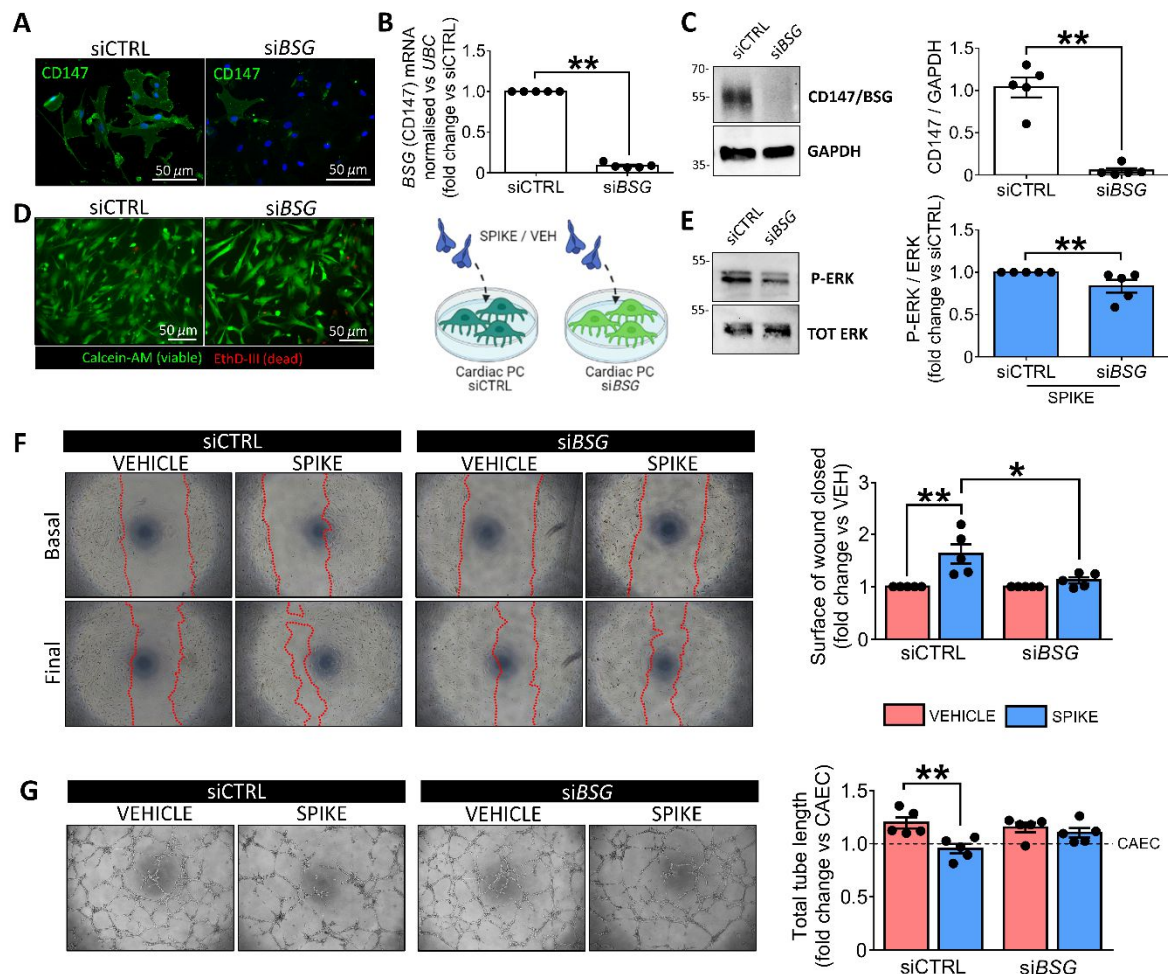 A
siCTRL
siBSG
CD147
CD147
50 µm
50 µm
B
BSG (CD147) mRNA
normalised vs UBC
(fold change vs siCTRL)
1.5
1.0
0.5
0.0
**
siCTRL
siBSG
C
siCTRL
siBSG
70-
55-
35-
CD147/BSG
GAPDH
CD147 / GAPDH
1.5
1.0
0.5
0.0
**
siCTRL
siBSG
D
siCTRL
siBSG
50 µm
50 µm
Calcein-AM (viable) EthD-III (dead)
SPIKE / VEH
Cardiac PC
siCTRL
Cardiac PC
siBSG
E
siCTRL
siBSG
55-
55-
P-ERK
TOT ERK
P-ERK / ERK
(fold change vs siCTRL)
1.5
1.0
0.5
0.0
**
siCTRL
siBSG
SPIKE
F
siCTRL
siBSG
VEHICLE
SPIKE
VEHICLE
SPIKE
Basal
Final
Surface of wound closed
(fold change vs VEH)
3
2
1
0
**
*
siCTRL
siBSG
VEHICLE
SPIKE
G
siCTRL
siBSG
VEHICLE
SPIKE
VEHICLE
SPIKE
Total tube length
(fold change vs CAEC)
1.5
1.0
0.5
0.0
**
CAEC
siCTRL
siBSG